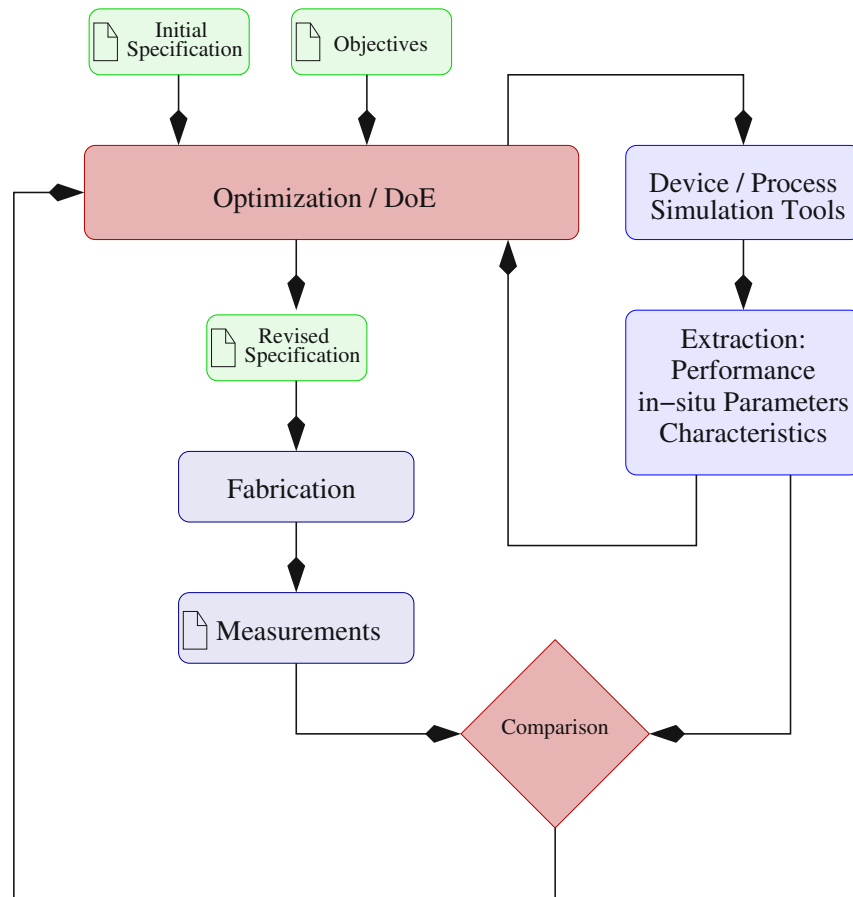 Initial
Specification
Objectives
Optimization / DoE
Device / Process
Simulation Tools
Revised
Specification
Extraction:
Performance
in−situ Parameters
Characteristics
Fabrication
Measurements
Comparison